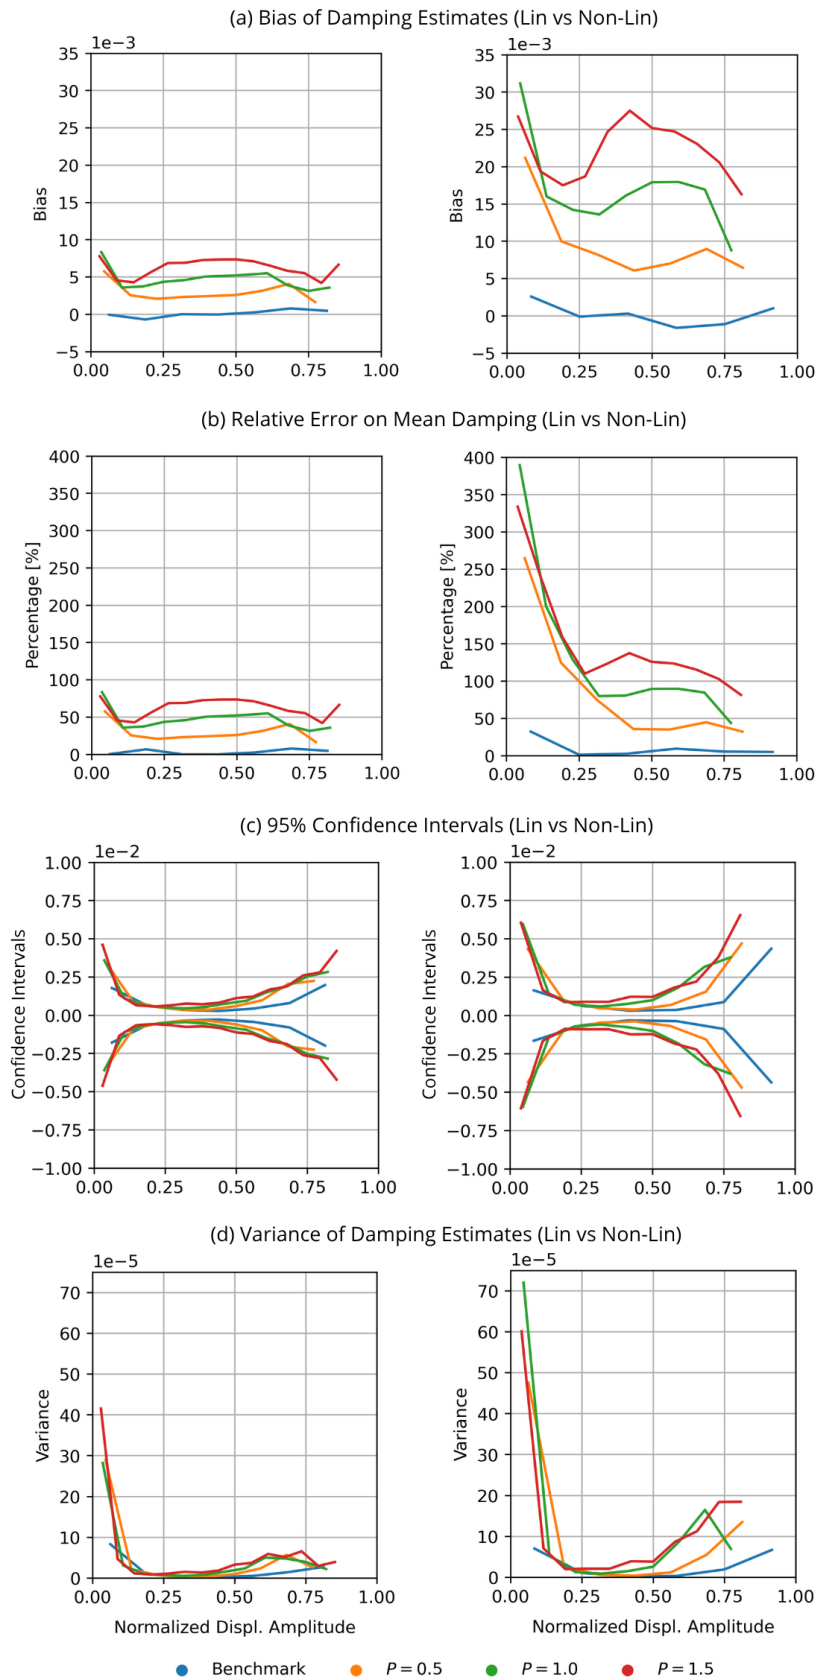 (a) Bias of Damping Estimates (Lin vs Non-Lin)
1e−3 1e−3
35 35
30 30
25 25
20 20
15 15
10 10
5 5
0 0
−5 −5
Bias Bias
0.00 0.25 0.50 0.75 1.00 0.00 0.25 0.50 0.75 1.00
(b) Relative Error on Mean Damping (Lin vs Non-Lin)
400 400
350 350
300 300
250 250
200 200
150 150
100 100
50 50
0 0
Percentage [%] Percentage [%]
0.00 0.25 0.50 0.75 1.00 0.00 0.25 0.50 0.75 1.00
(c) 95% Confidence Intervals (Lin vs Non-Lin)
1e−2 1e−2
1.00 1.00
0.75 0.75
0.50 0.50
0.25 0.25
0.00 0.00
−0.25 −0.25
−0.50 −0.50
−0.75 −0.75
−1.00 −1.00
Confidence Intervals Confidence Intervals
0.00 0.25 0.50 0.75 1.00 0.00 0.25 0.50 0.75 1.00
(d) Variance of Damping Estimates (Lin vs Non-Lin)
1e−5 1e−5
70 70
60 60
50 50
40 40
30 30
20 20
10 10
0 0
Variance Variance
0.00 0.25 0.50 0.75 1.00 0.00 0.25 0.50 0.75 1.00
Normalized Displ. Amplitude Normalized Displ. Amplitude
Benchmark P = 0.5 P = 1.0 P = 1.5